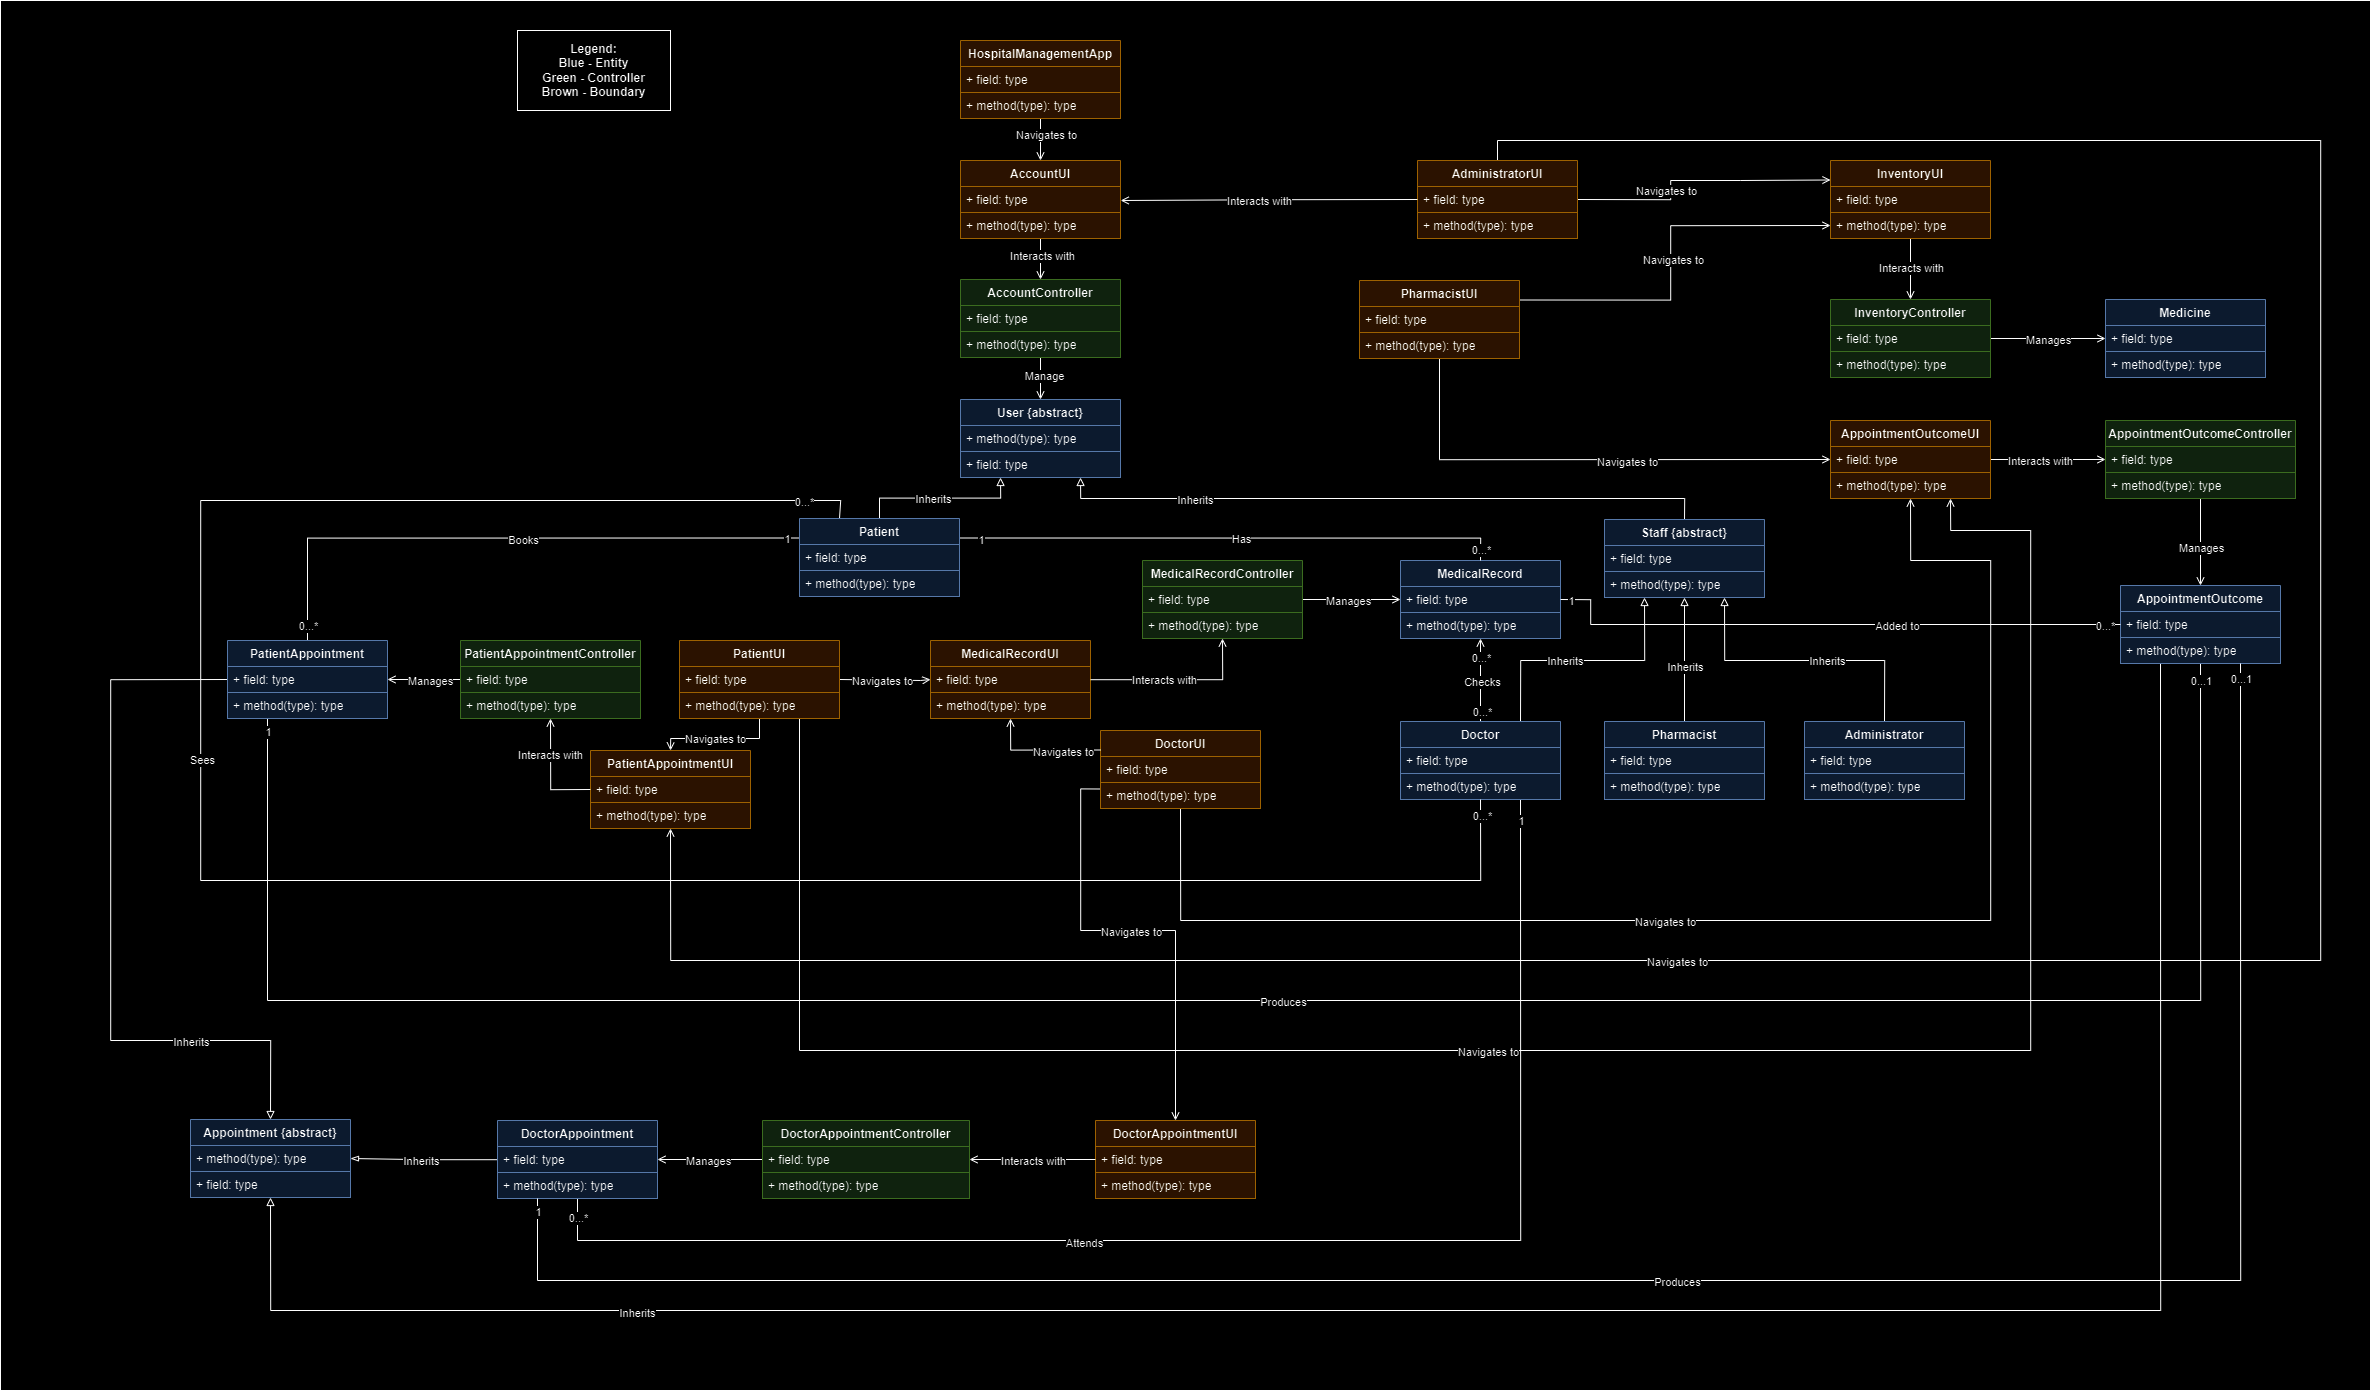 Legend:
Blue - Entity
Green - Controller
Brown - Boundary
HospitalManagementApp
+ field: type
+ method(type): type
Navigates to
AccountUI
+ field: type
+ method(type): type
Interacts with
AdministratorUI
+ field: type
+ method(type): type
Navigates to
InventoryUI
+ field: type
+ method(type): type
Interacts with
AccountController
+ field: type
+ method(type): type
Navigates to
PharmacistUI
+ field: type
+ method(type): type
Interacts with
InventoryController
+ field: type
+ method(type): type
Manages
Medicine
+ field: type
+ method(type): type
Manage
User {abstract}
+ method(type): type
+ field: type
Navigates to
AppointmentOutcomeUI
+ field: type
+ method(type): type
Interacts with
AppointmentOutcomeController
+ field: type
+ method(type): type
Inherits
Inherits
0...*
Books
1
Patient
+ field: type
+ method(type): type
1
Has
0...*
Staff {abstract}
+ field: type
+ method(type): type
Manages
MedicalRecordController
+ field: type
+ method(type): type
Manages
MedicalRecord
+ field: type
+ method(type): type
1
Added to
0...*
AppointmentOutcome
+ field: type
+ method(type): type
0...*
PatientAppointment
+ field: type
+ method(type): type
Manages
PatientAppointmentController
+ field: type
+ method(type): type
PatientUI
+ field: type
+ method(type): type
Navigates to
MedicalRecordUI
+ field: type
+ method(type): type
Interacts with
0...*
Checks
0...*
Inherits
Inherits
Inherits
0...1
0...1
1
Sees
Interacts with
Navigates to
PatientAppointmentUI
+ field: type
+ method(type): type
Navigates to
DoctorUI
+ field: type
+ method(type): type
Doctor
+ field: type
+ method(type): type
Pharmacist
+ field: type
+ method(type): type
Administrator
+ field: type
+ method(type): type
0...*
1
Navigates to
Navigates to
Navigates to
Produces
Inherits
Navigates to
Appointment {abstract}
+ method(type): type
+ field: type
Inherits
DoctorAppointment
+ field: type
+ method(type): type
Manages
DoctorAppointmentController
+ field: type
+ method(type): type
Interacts with
DoctorAppointmentUI
+ field: type
+ method(type): type
1
0...*
Attends
Produces
Inherits